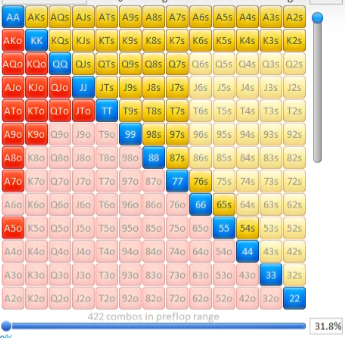 AA AKs AQs AJs ATs A9s A8s A7s A6s A5s A4s A3s A2s
AKo KK KQs KJs KTs K9s K8s K7s K6s K5s K4s K3s K2s
AQo KQo QQ QJs QTs Q9s Q8s Q7s Q6s Q5s Q4s Q3s Q2s
AJo KJo QJo JJ JTs J9s J8s J7s J6s J5s J4s J3s J2s
ATo KTo QTo JTo TT T9s T8s T7s T6s T5s T4s T3s T2s
A9o K9o Q9o J9o T9o 99 98s 97s 96s 95s 94s 93s 92s
A8o K8o Q8o J8o T8o 98o 88 87s 86s 85s 84s 83s 82s
A7o K7o Q7o J7o T7o 97o 87o 77 76s 75s 74s 73s 72s
A6o K6o Q6o J6o T6o 96o 86o 76o 66 65s 64s 63s 62s
A5o K5o Q5o J5o T5o 95o 85o 75o 65o 55 54s 53s 52s
A4o K4o Q4o J4o T4o 94o 84o 74o 64o 54o 44 43s 42s
A3o K3o Q3o J3o T3o 93o 83o 73o 63o 53o 43o 33 32s
A2o K2o Q2o J2o T2o 92o 82o 72o 62o 52o 42o 32o 22
422 combos in preflop range
31.8%